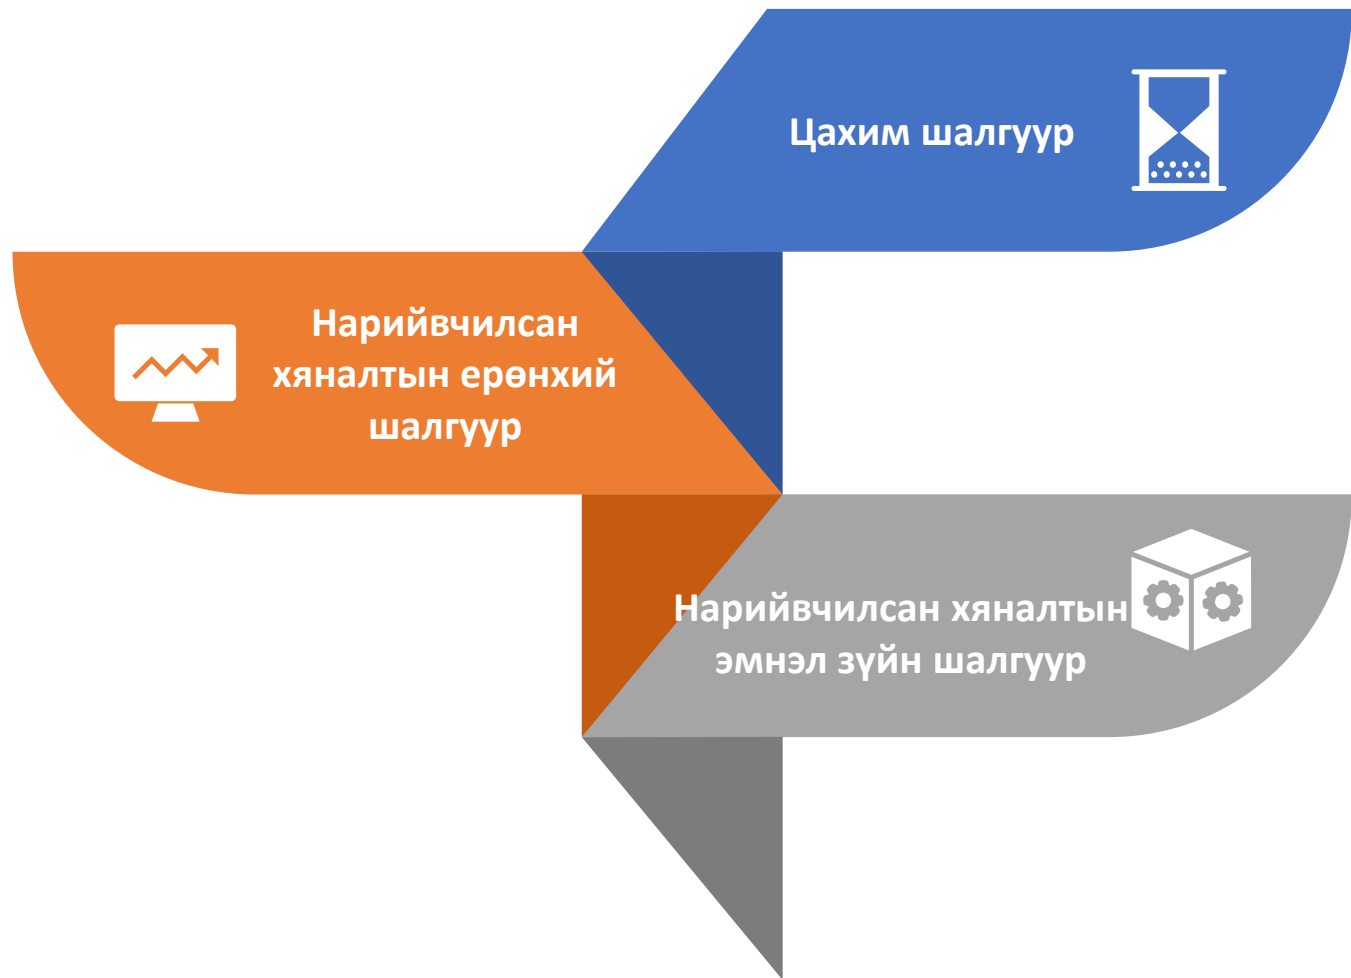 Цахим шалгуур
Нарийвчилсан
хяналтын ерөнхий
шалгуур
Нарийвчилсан хяналтын
эмнэл зүйн шалгуур